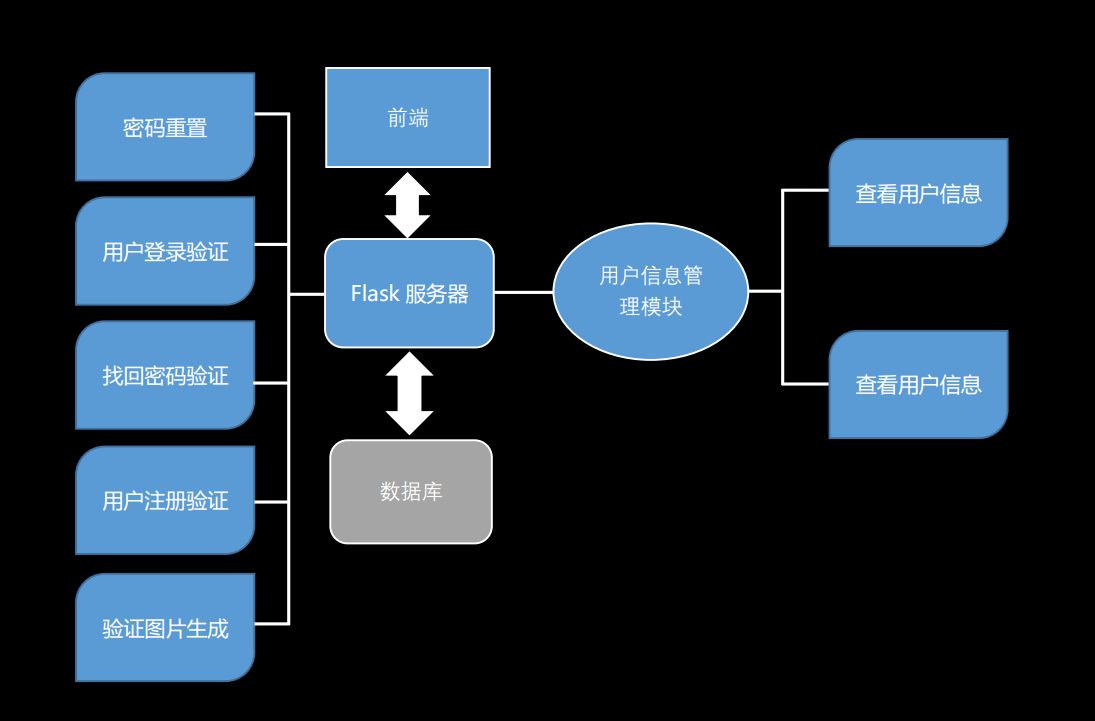 密码重置
用户登录验证
找回密码验证
用户注册验证
验证图片生成
前端
Flask 服务器
数据库
用户信息管
理模块
查看用户信息
查看用户信息